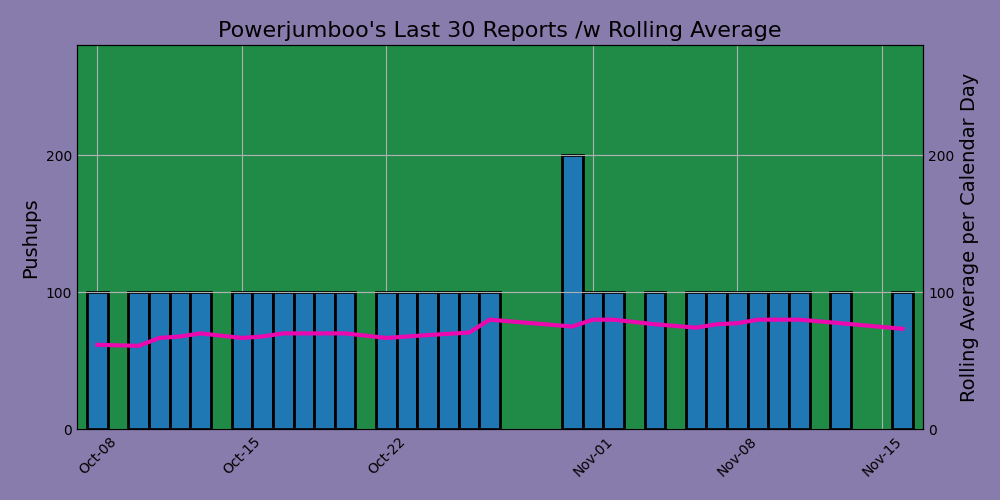 Powerjumboo's Last 30 Reports /w Rolling Average
Pushups
200
100
0
200
100
0
Rolling Average per Calendar Day
Oct-08
Oct-15
Oct-22
Nov-01
Nov-08
Nov-15